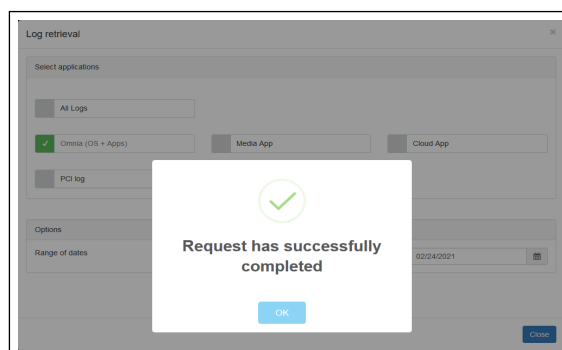 Log retrieval
×
Select applications
All Logs
Omnia (OS + Apps)
Media App
Cloud App
PCI log
Options
Range of dates
02/24/2021
Request has successfully
completed
OK
Close